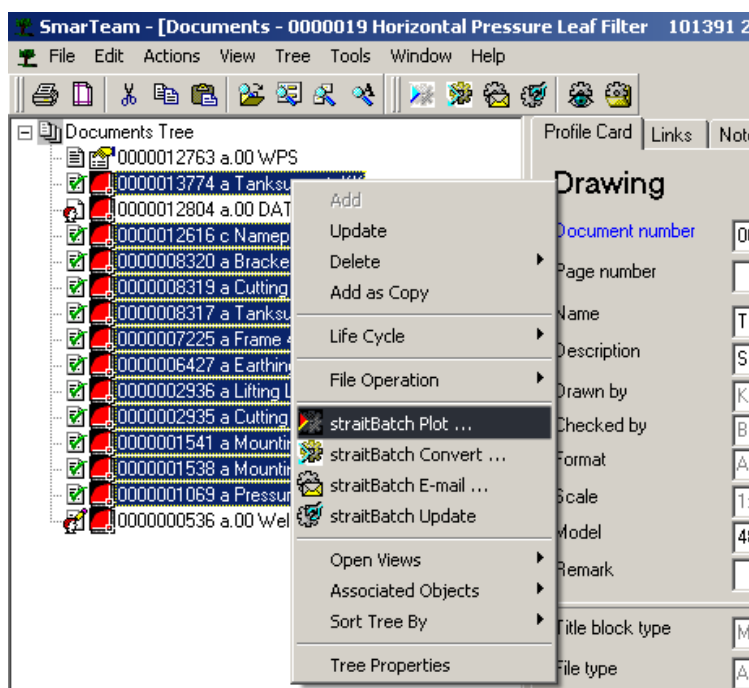 SmarTeam - [Documents - 0000019 Horizontal Pressure Leaf Filter 101391 2
File Edit Actions View Tree Tools Window Help
Documents Tree
0000012763 a.00 WPS
0000013774 a Tanksu
0000012804 a.00 DAT
0000012616 c Namep
0000008320 a Bracke
0000008319 a Cutting
0000008317 a Tanksu
0000007225 a Frame 4
0000006427 a Earthin
0000002936 a Lifting L
0000002935 a Cutting
0000001541 a Mountin
0000001538 a Mountin
0000001069 a Pressur
0000000536 a.00 Wel
Add
Update
Delete
Add as Copy
Life Cycle
File Operation
straitBatch Plot ...
straitBatch Convert ...
straitBatch E-mail ...
straitBatch Update
Open Views
Associated Objects
Sort Tree By
Tree Properties
Profile Card Links Note
Drawing
Document number 00
Page number
Name T
Description S
Drawn by K
Checked by B
Format A
Scale 1:
Model 48
Remark
Title block type M
File type A